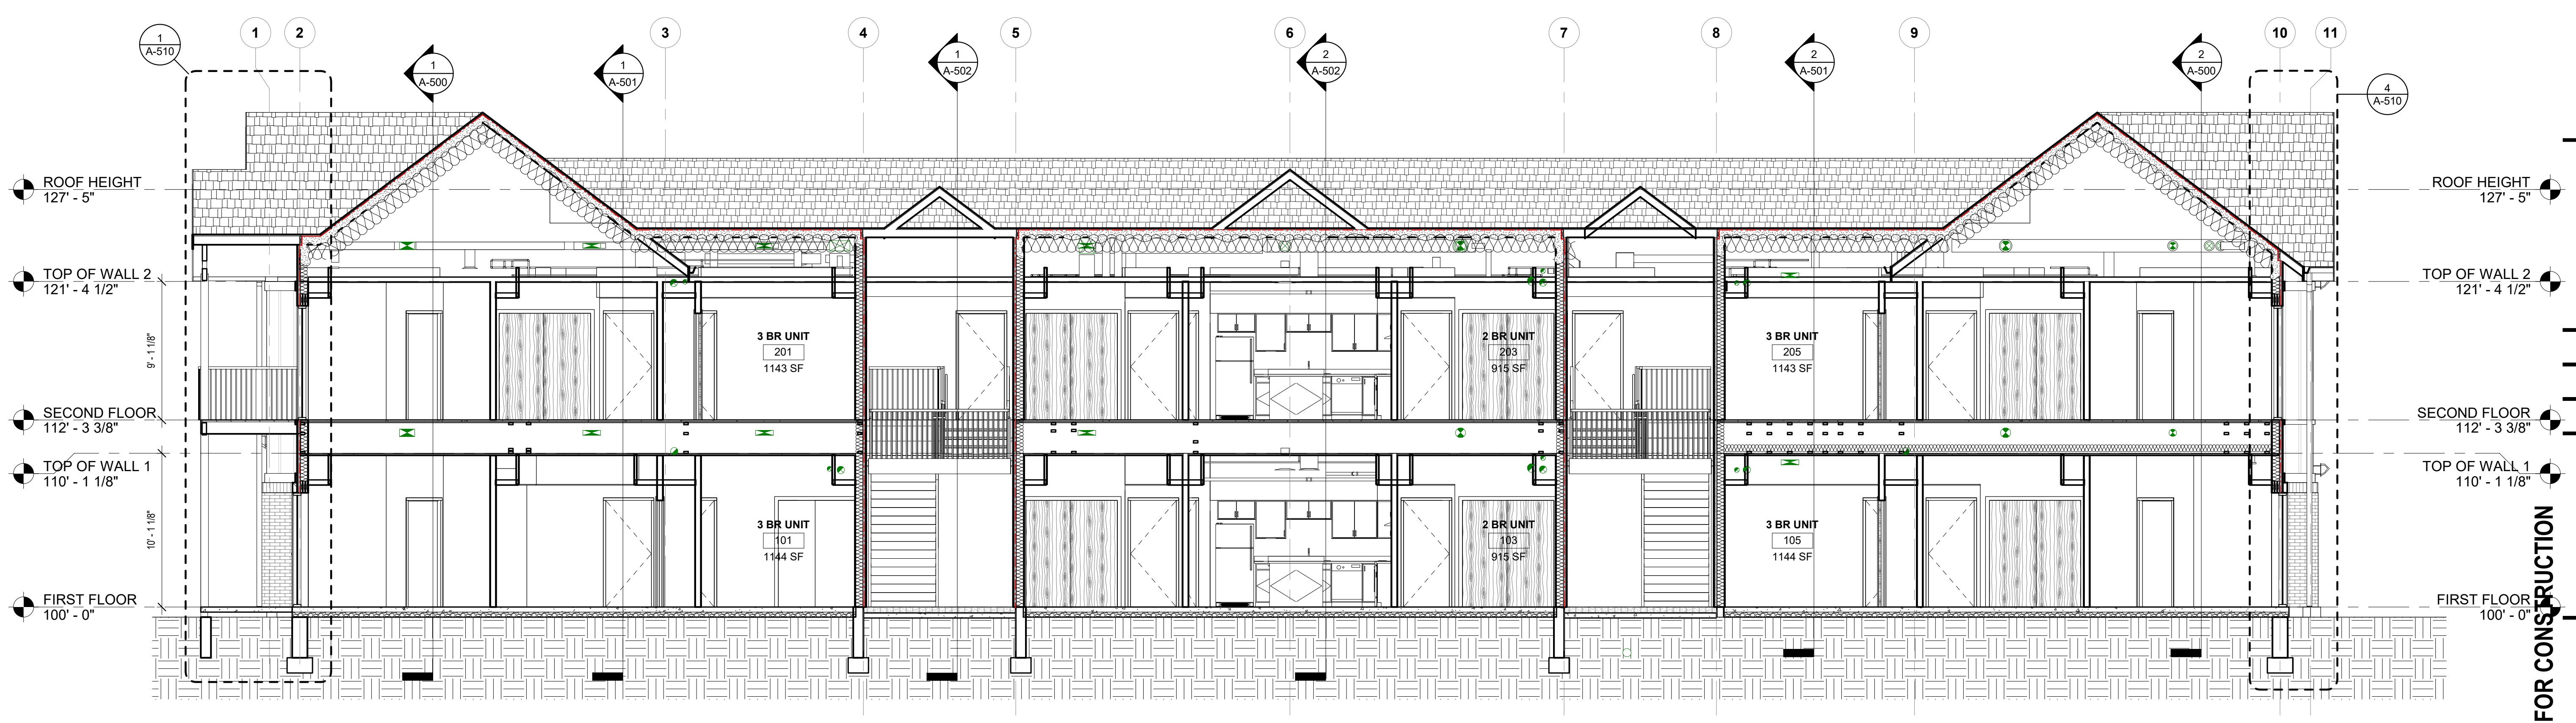 1
A-510
1
2
3
4
5
6
7
8
9
10
11
1
A-500
1
A-501
1
A-502
2
A-502
2
A-501
2
A-500
4
A-510
ROOF HEIGHT
127' - 5"
TOP OF WALL 2
121' - 4 1/2"
9' - 1 1/8"
SECOND FLOOR
112' - 3 3/8"
TOP OF WALL 1
110' - 1 1/8"
10' - 1 1/8"
FIRST FLOOR
100' - 0"
3 BR UNIT
201
1143 SF
2 BR UNIT
203
915 SF
3 BR UNIT
205
1143 SF
3 BR UNIT
101
1144 SF
2 BR UNIT
103
915 SF
3 BR UNIT
105
1144 SF
ROOF HEIGHT
127' - 5"
TOP OF WALL 2
121' - 4 1/2"
SECOND FLOOR
112' - 3 3/8"
TOP OF WALL 1
110' - 1 1/8"
FIRST FLOOR
100' - 0"
FOR CONSTRUCTION